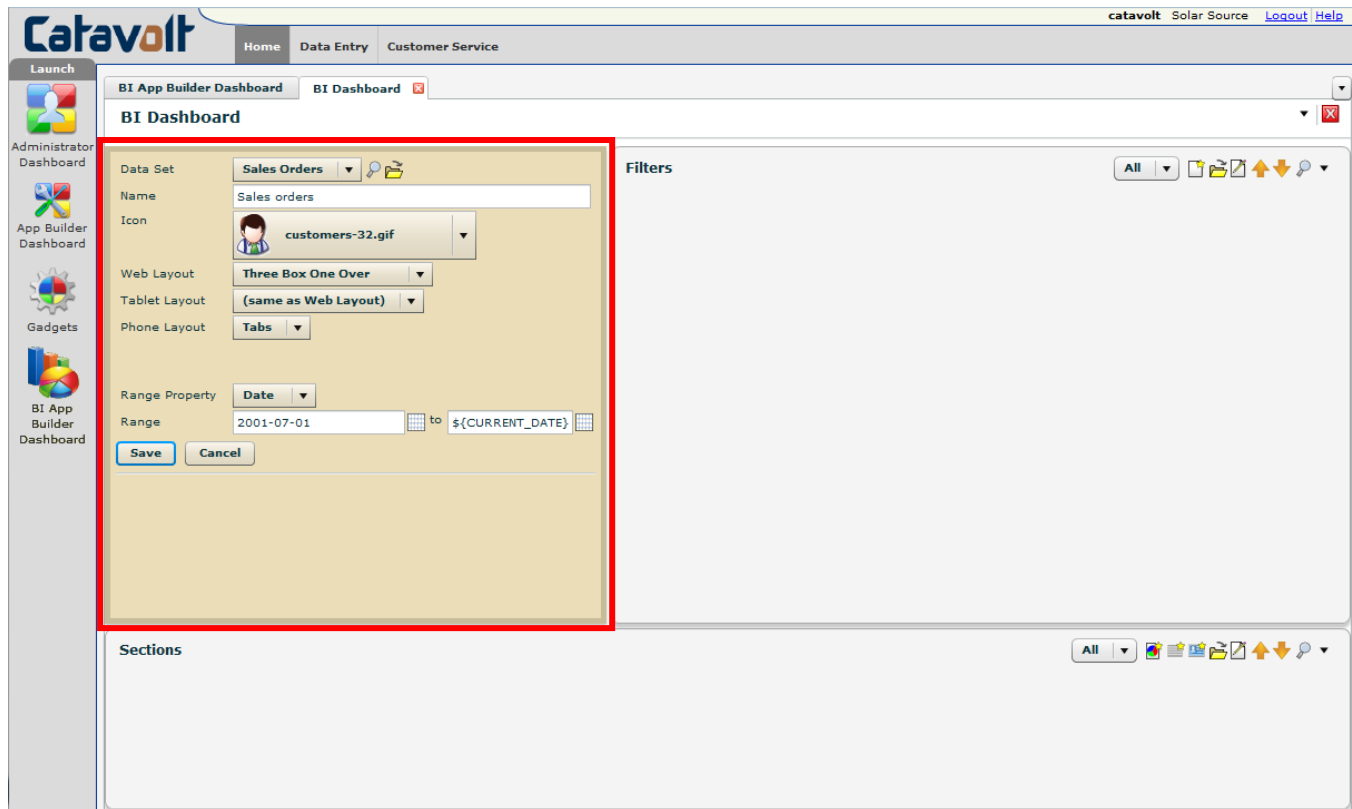 catavolt Solar Source Logout Help
Catavolt
Home Data Entry Customer Service
Launch
BI App Builder Dashboard BI Dashboard
BI Dashboard
Administrator
Dashboard
App Builder
Dashboard
Gadgets
BI App
Builder
Dashboard
Data Set Sales Orders
Name Sales orders
Icon customers-32.gif
Web Layout Three Box One Over
Tablet Layout (same as Web Layout)
Phone Layout Tabs
Range Property Date
Range 2001-07-01 to ${CURRENT_DATE}
Save Cancel
Filters All
Sections All